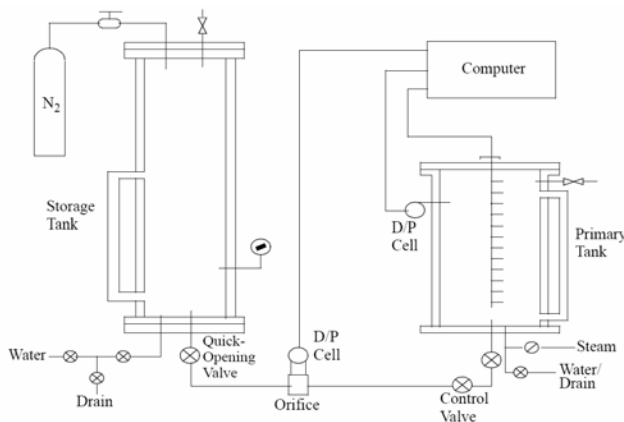 N2
Computer
Storage
Tank
D/P
Cell
Primary
Tank
Quick-
Opening
Valve
D/P
Cell
Water
Drain
Orifice
Control
Valve
Steam
Water/
Drain